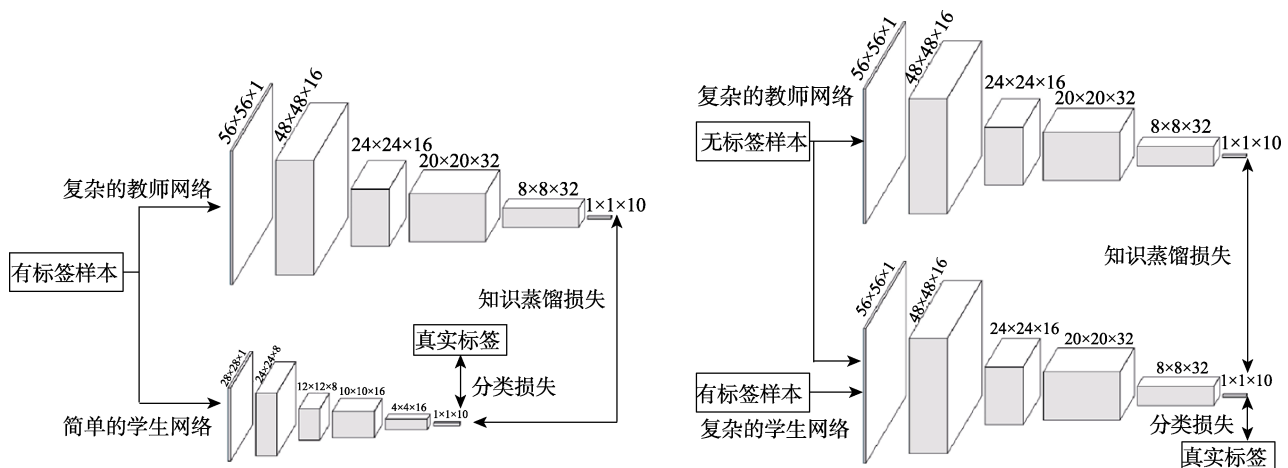 56×56×1
48×48×16
24×24×16
20×20×32
8×8×32
1×1×10
复杂的教师网络
有标签样本
知识蒸馏损失
真实标签
分类损失
28×28×1
24×24×8
12×12×8
10×10×16
4×4×16
1×1×10
简单的学生网络
56×56×1
48×48×16
24×24×16
20×20×32
8×8×32
1×1×10
复杂的教师网络
无标签样本
知识蒸馏损失
56×56×1
48×48×16
24×24×16
20×20×32
8×8×32
1×1×10
有标签样本
复杂的学生网络
分类损失
真实标签